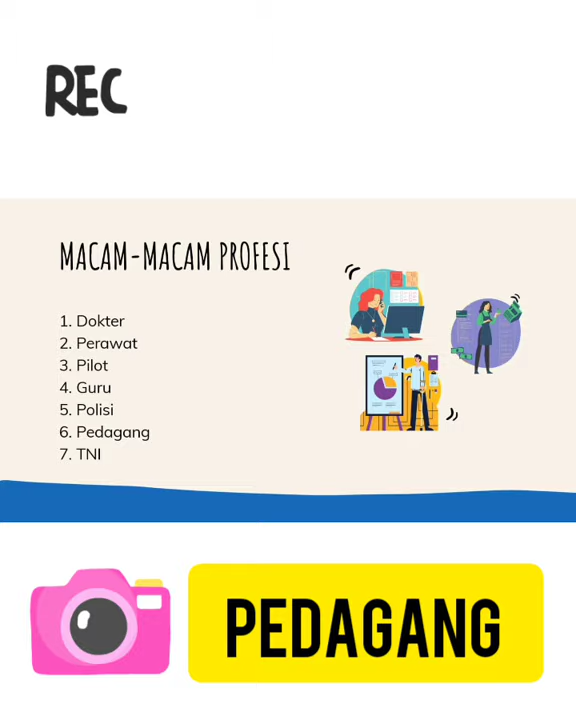 REC
MACAM-MACAM PROFESI
1. Dokter
2. Perawat
3. Pilot
4. Guru
5. Polisi
6. Pedagang
7. TNI
PEDAGANG